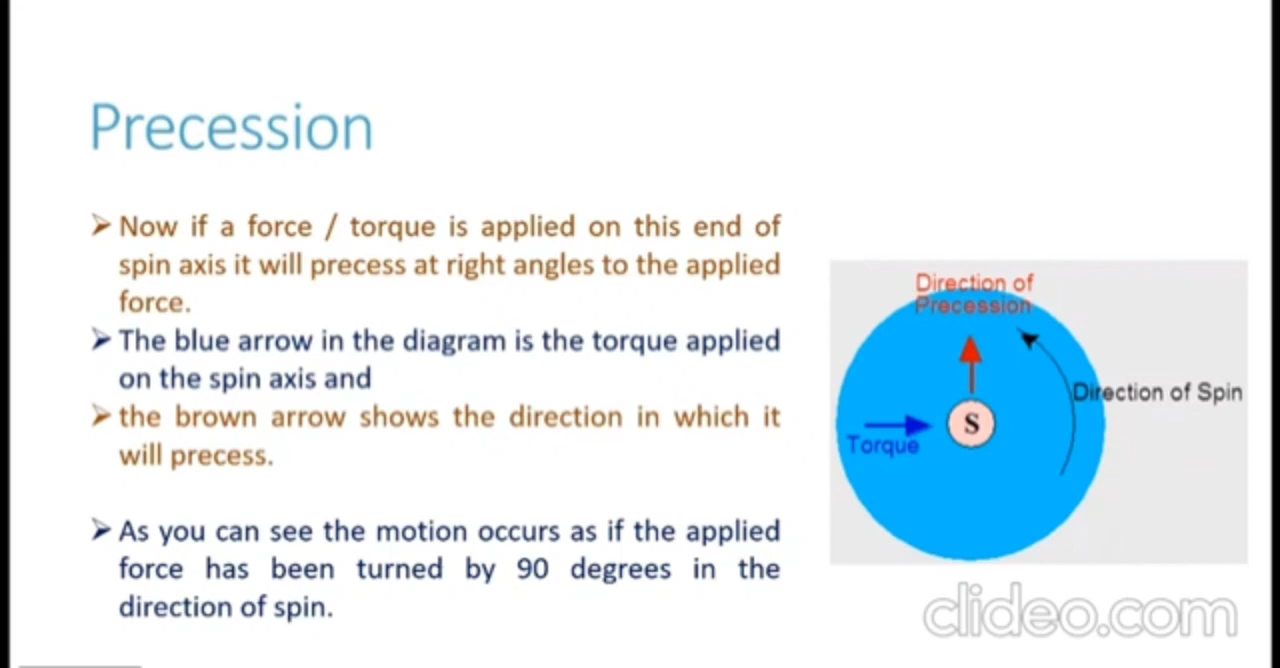 Precession
➢ Now if a force / torque is applied on this end of
spin axis it will precess at right angles to the applied
force.
➢ The blue arrow in the diagram is the torque applied
on the spin axis and
➢ the brown arrow shows the direction in which it
will precess.
➢ As you can see the motion occurs as if the applied
force has been turned by 90 degrees in the
direction of spin.
Direction of
Precession
Direction of Spin
S
Torque
clideo.com